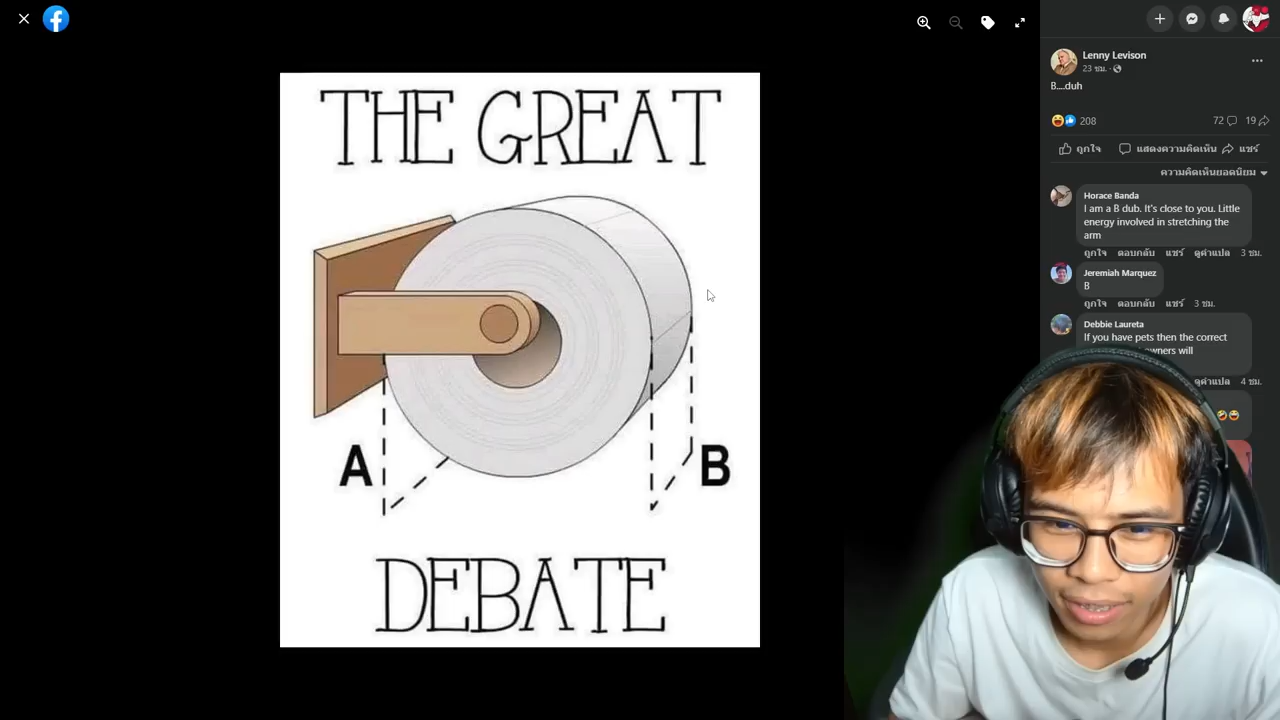 THE GREAT
A
B
DEBATE
Lenny Levison
23 ชม.
B....duh
208
72
19
ถูกใจ
แสดงความคิดเห็น
แชร์
ความคิดเห็นยอดนิยม
Horace Banda
I am a B dub. It's close to you. Little
energy involved in stretching the
arm
ถูกใจ ตอบกลับ แชร์ ดูคำแปล 3 ชม.
Jeremiah Marquez
B
ถูกใจ ตอบกลับ แชร์ 3 ชม.
Debbie Laureta
If you have pets then the correct
owners will
ดูคำแปล 4 ชม.